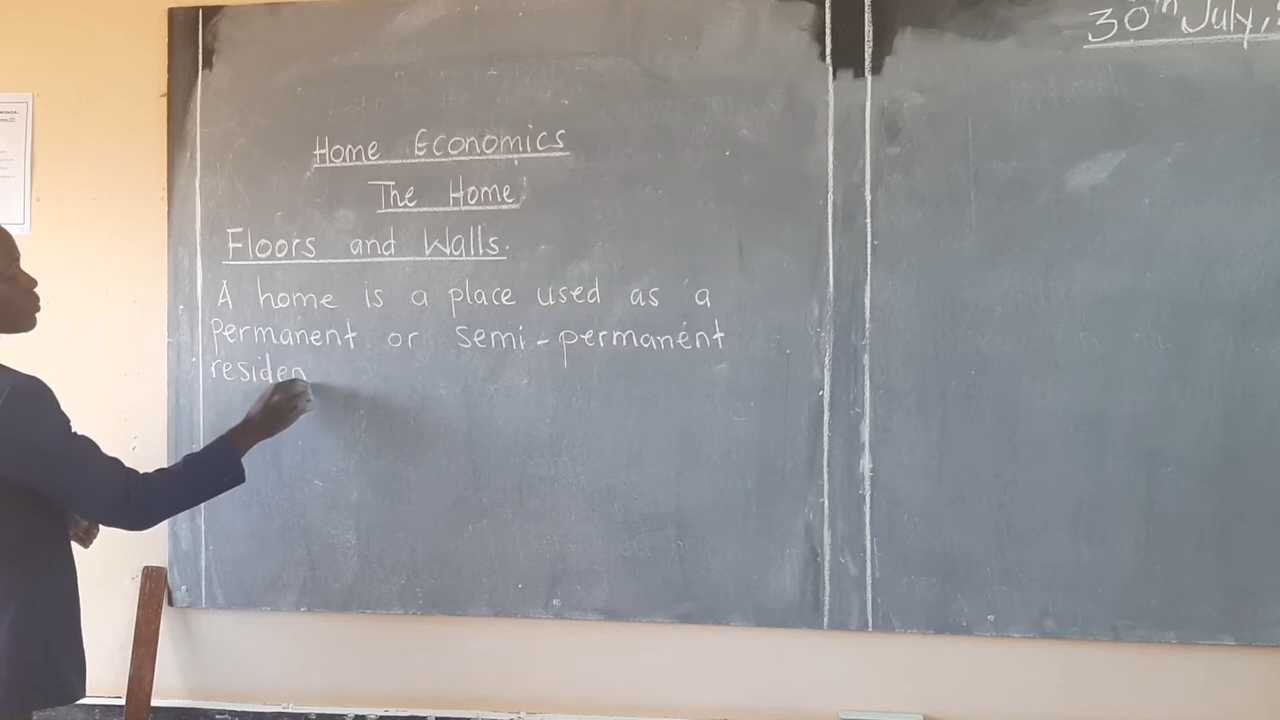 Home Economics
The Home
Floors and Walls.
A home is a place used as a
permanent or semi-permanent
residen
30th July,